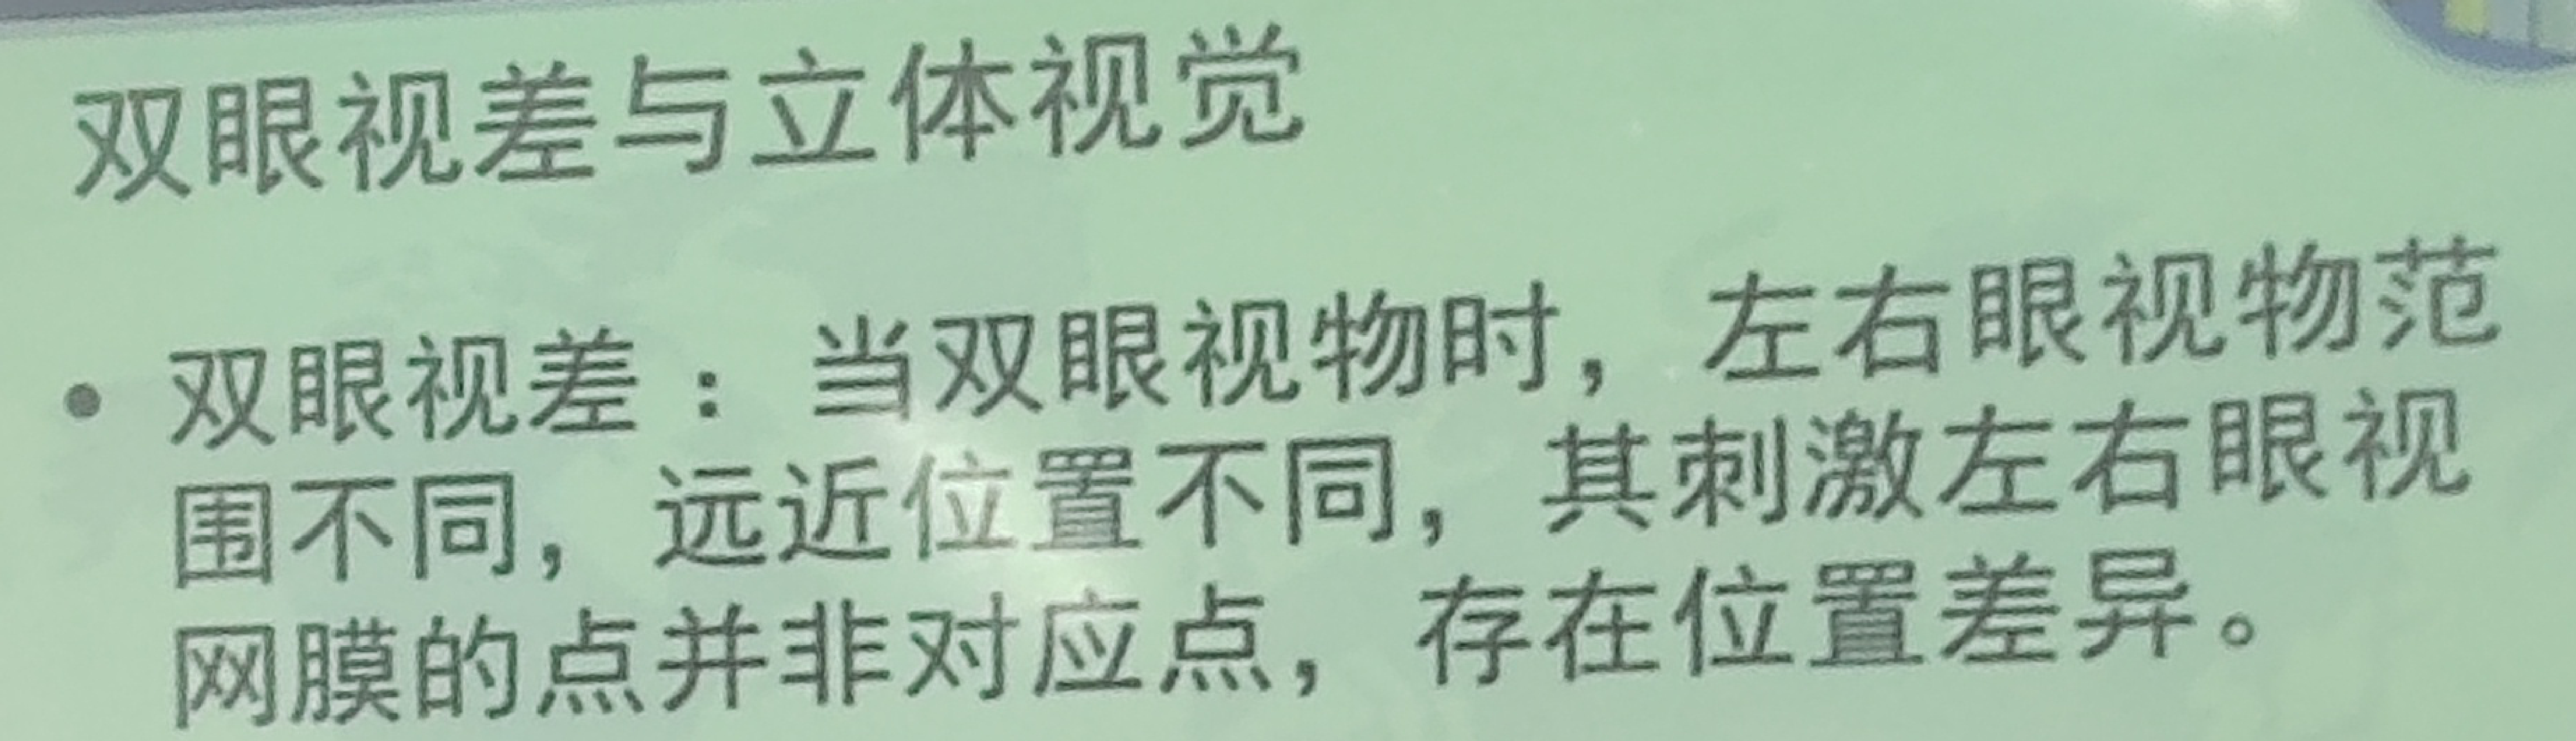 双眼视差与立体视觉
• 双眼视差：当双眼视物时，左右眼视物范
围不同，远近位置不同，其刺激左右眼视
网膜的点并非对应点，存在位置差异。